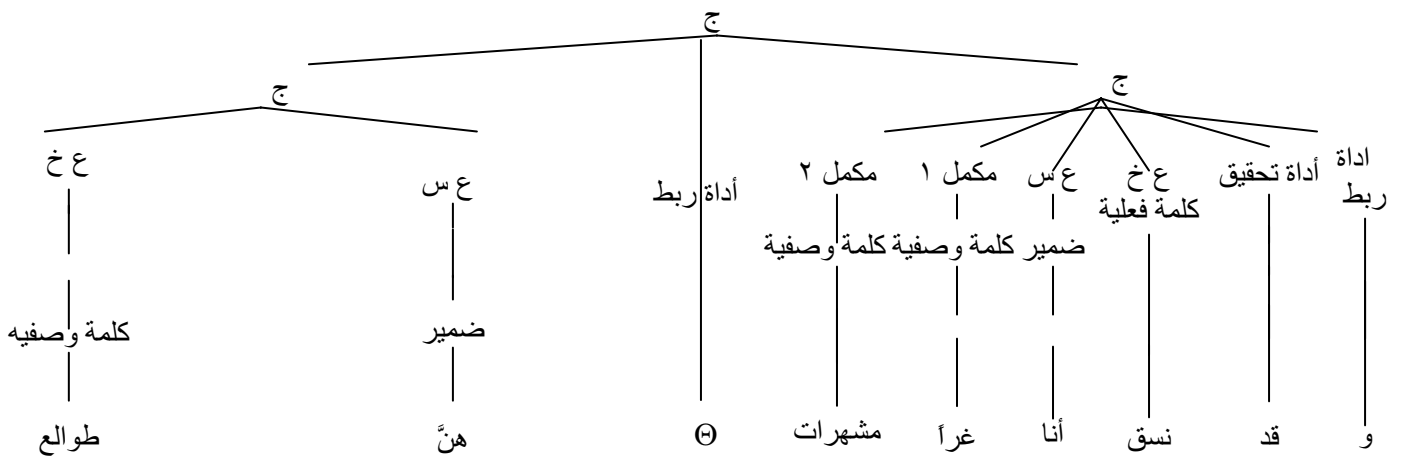 ج
ج
ج
اداة
ربط
أداة تحقيق
ع خ
كلمة فعلية
ع س
ضمير
مكمل ١
كلمة وصفية
مكمل ٢
كلمة وصفية
أداة ربط
ع س
ضمير
ع خ
كلمة وصفيه
و
قد
نسق
أنا
غراً
مشهرات
Θ
هنَّ
طوالع